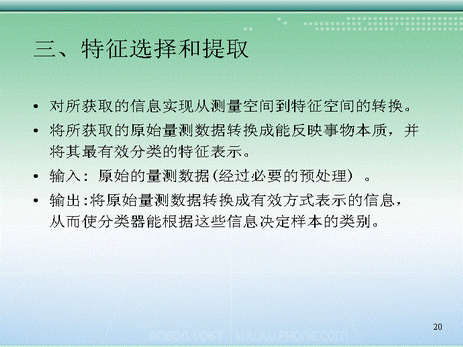 三、特征选择和提取
• 对所获取的信息实现从测量空间到特征空间的转换。
• 将所获取的原始量测数据转换成能反映事物本质，并
将其最有效分类的特征表示。
• 输入: 原始的量测数据(经过必要的预处理) 。
• 输出:将原始量测数据转换成有效方式表示的信息，
从而使分类器能根据这些信息决定样本的类别。
20